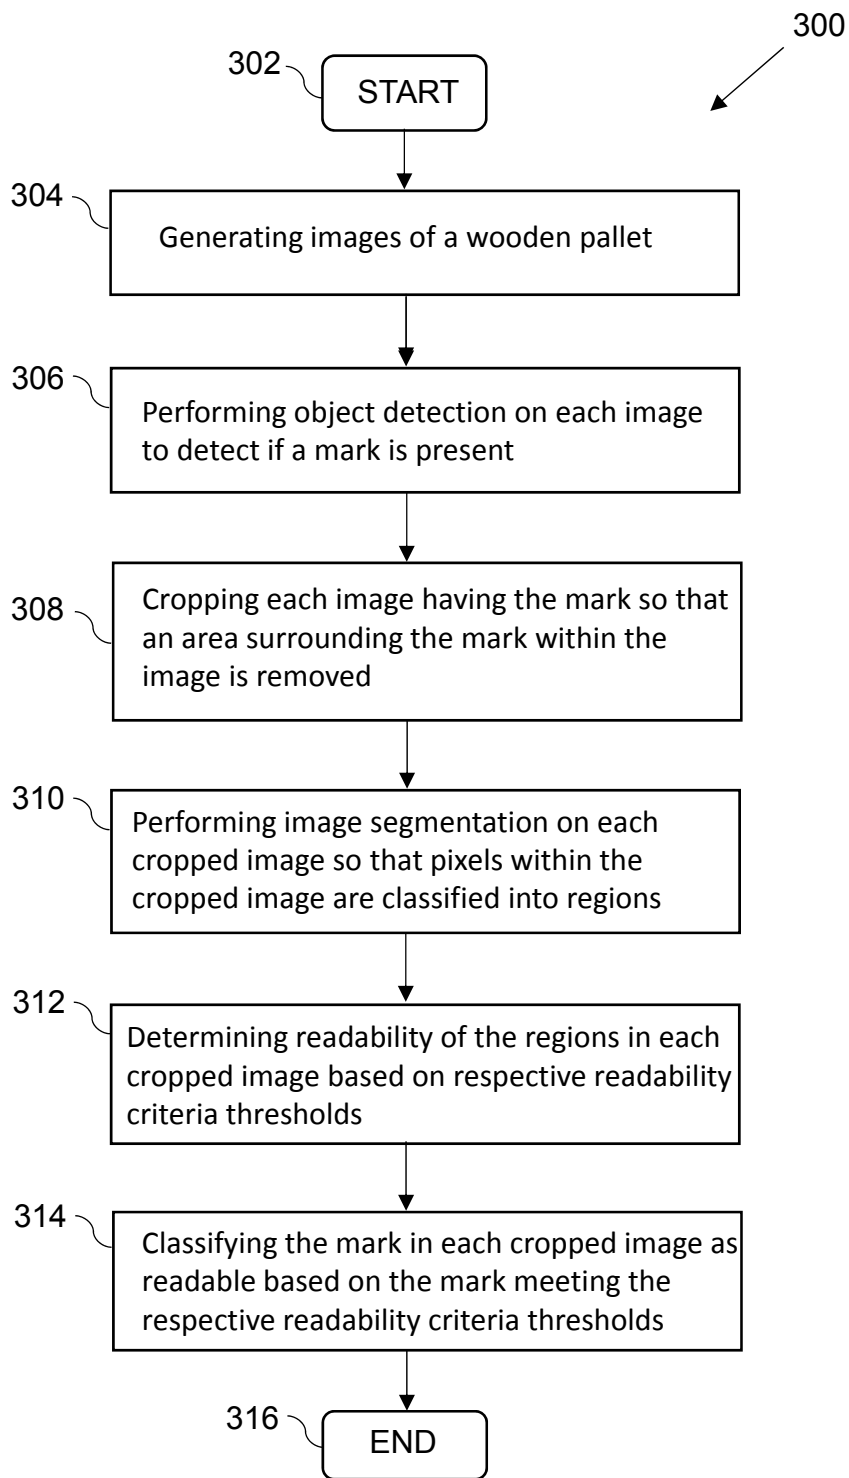 300
302
START
304
Generating images of a wooden pallet
306
Performing object detection on each image
to detect if a mark is present
308
Cropping each image having the mark so that
an area surrounding the mark within the
image is removed
310
Performing image segmentation on each
cropped image so that pixels within the
cropped image are classified into regions
312
Determining readability of the regions in each
cropped image based on respective readability
criteria thresholds
314
Classifying the mark in each cropped image as
readable based on the mark meeting the
respective readability criteria thresholds
316
END